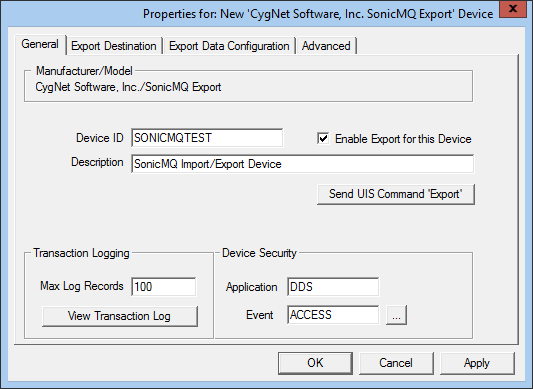 Properties for: New 'CygNet Software, Inc. SonicMQ Export' Device
x
General Export Destination Export Data Configuration Advanced
Manufacturer/Model
CygNet Software, Inc./SonicMQ Export
Device ID SONICMQTEST Enable Export for this Device
Description SonicMQ Import/Export Device
Send UIS Command 'Export'
Transaction Logging Device Security
Max Log Records 100 Application DDS
View Transaction Log Event ACCESS ...
OK Cancel Apply